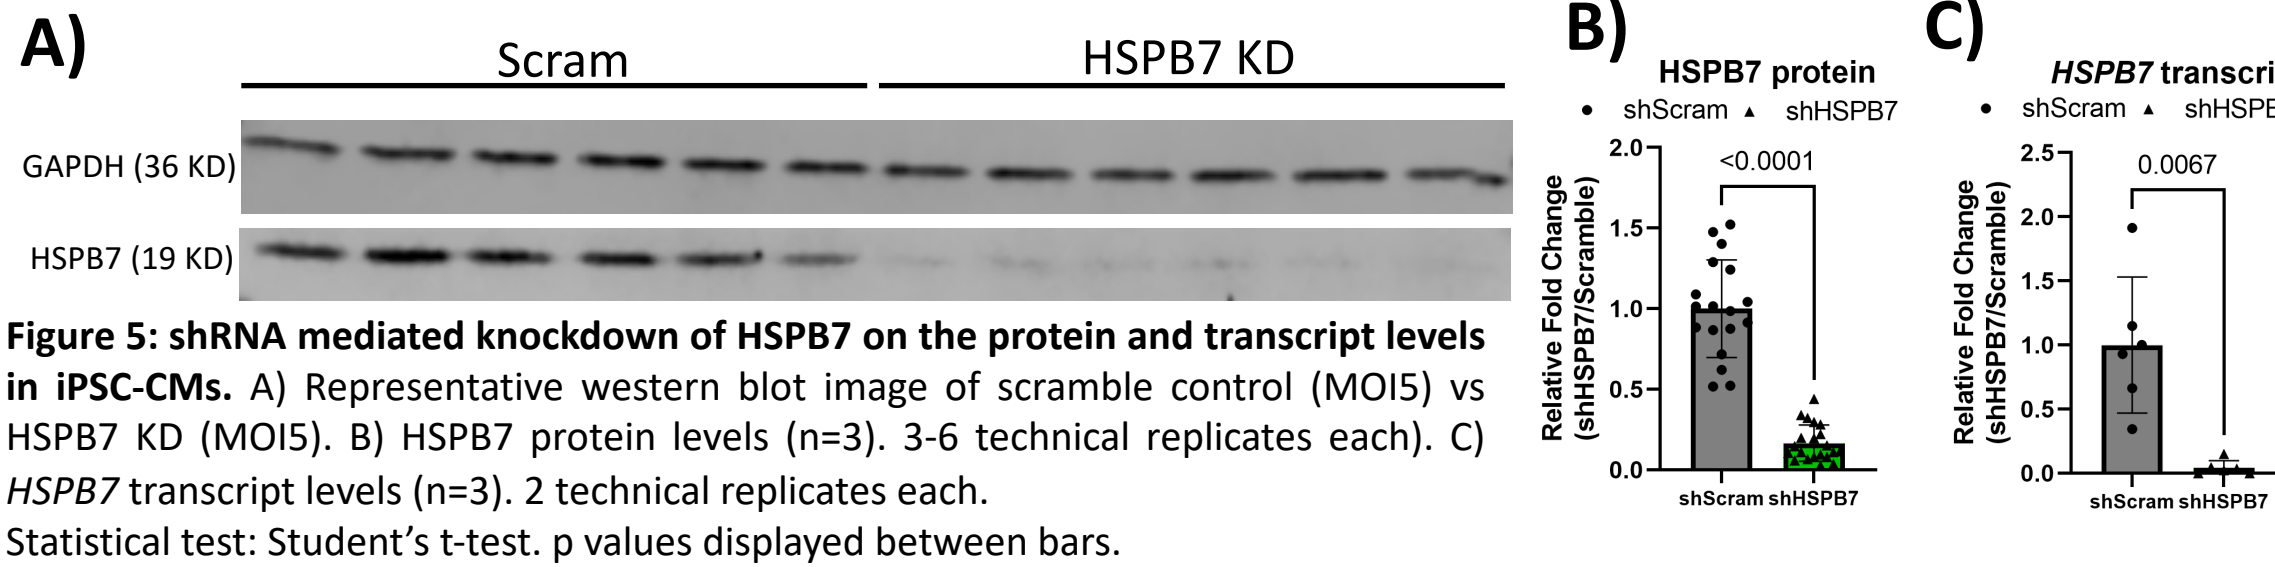 A)
Scram
HSPB7 KD
GAPDH (36 KD)
HSPB7 (19 KD)
Figure 5: shRNA mediated knockdown of HSPB7 on the protein and transcript levels
in iPSC-CMs. A) Representative western blot image of scramble control (MOI5) vs
HSPB7 KD (MOI5). B) HSPB7 protein levels (n=3). 3-6 technical replicates each). C)
HSPB7 transcript levels (n=3). 2 technical replicates each.
Statistical test: Student’s t-test. p values displayed between bars.
B)
HSPB7 protein
shScram
shHSPB7
Relative Fold Change
(shHSPB7/Scramble)
2.0
1.5
1.0
0.5
0.0
<0.0001
shScram
shHSPB7
C)
HSPB7 transcri
shScram
shHSPB
Relative Fold Change
(shHSPB7/Scramble)
2.5
2.0
1.5
1.0
0.5
0.0
0.0067
shScram
shHSPB7